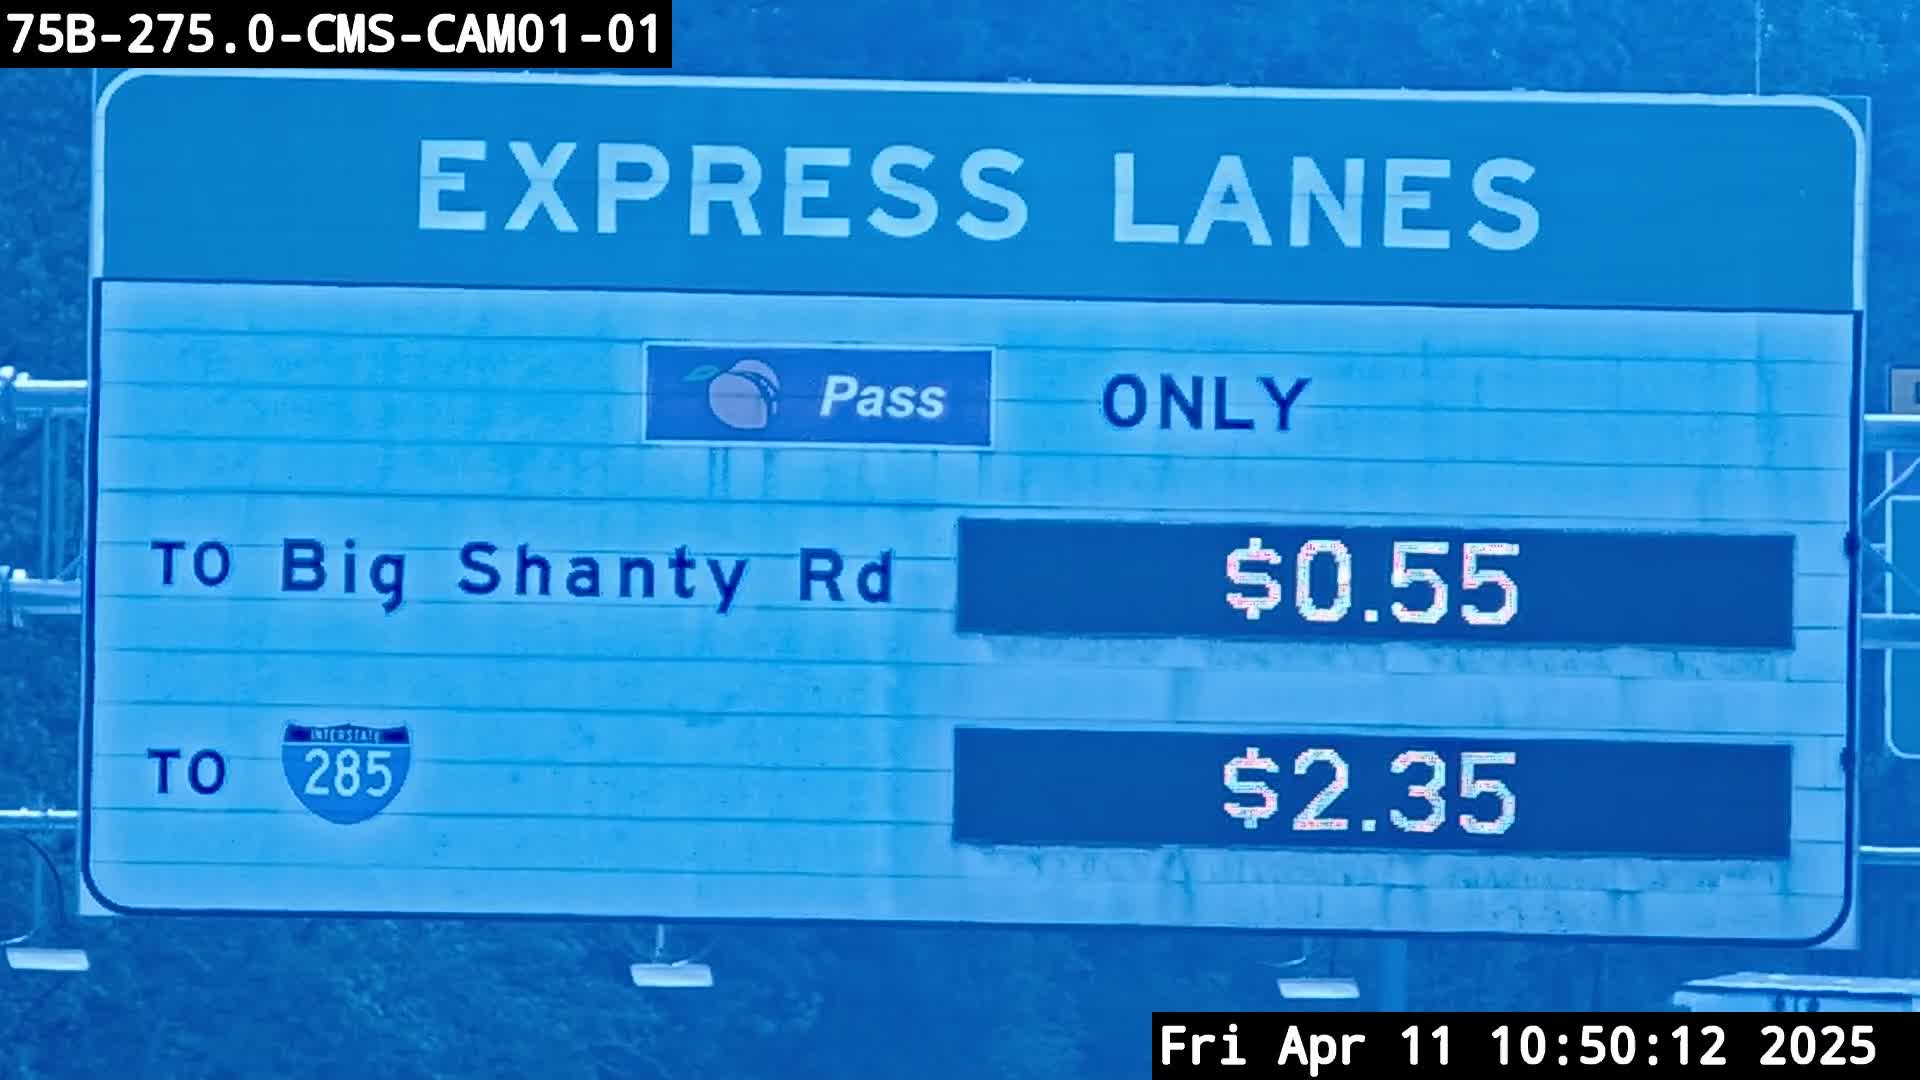 75B-275.0-CMS-CAM01-01
EXPRESS LANES
Pass ONLY
TO Big Shanty Rd $0.55
TO INTERSTATE 285 $2.35
Fri Apr 11 10:50:12 2025